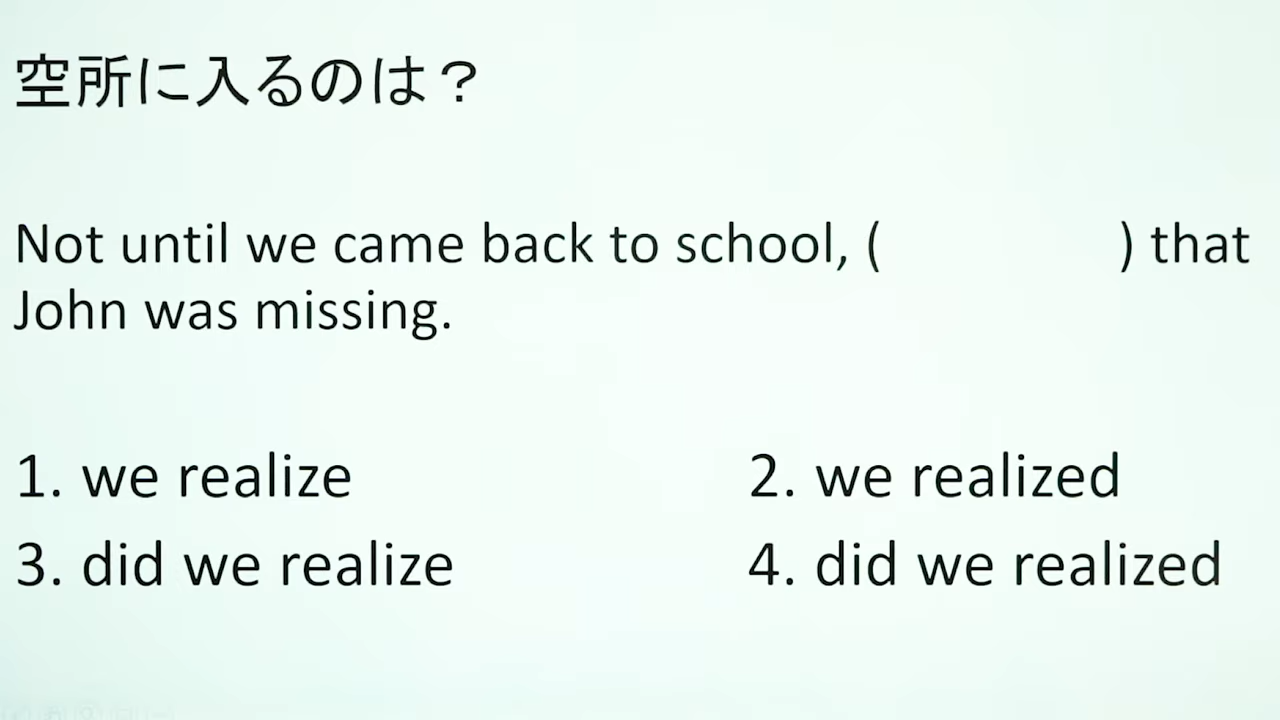 空所に入るのは？
Not until we came back to school, ( ) that
John was missing.
1. we realize 2. we realized
3. did we realize 4. did we realized